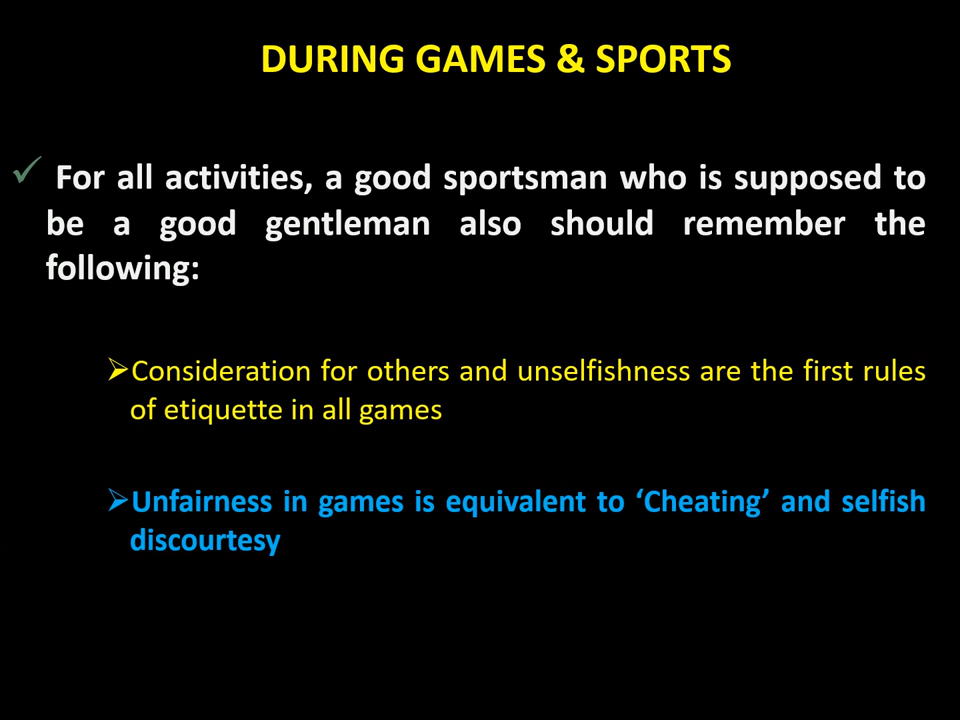 DURING GAMES & SPORTS
✓ For all activities, a good sportsman who is supposed to
be a good gentleman also should remember the
following:
➢Consideration for others and unselfishness are the first rules
of etiquette in all games
➢Unfairness in games is equivalent to ‘Cheating’ and selfish
discourtesy